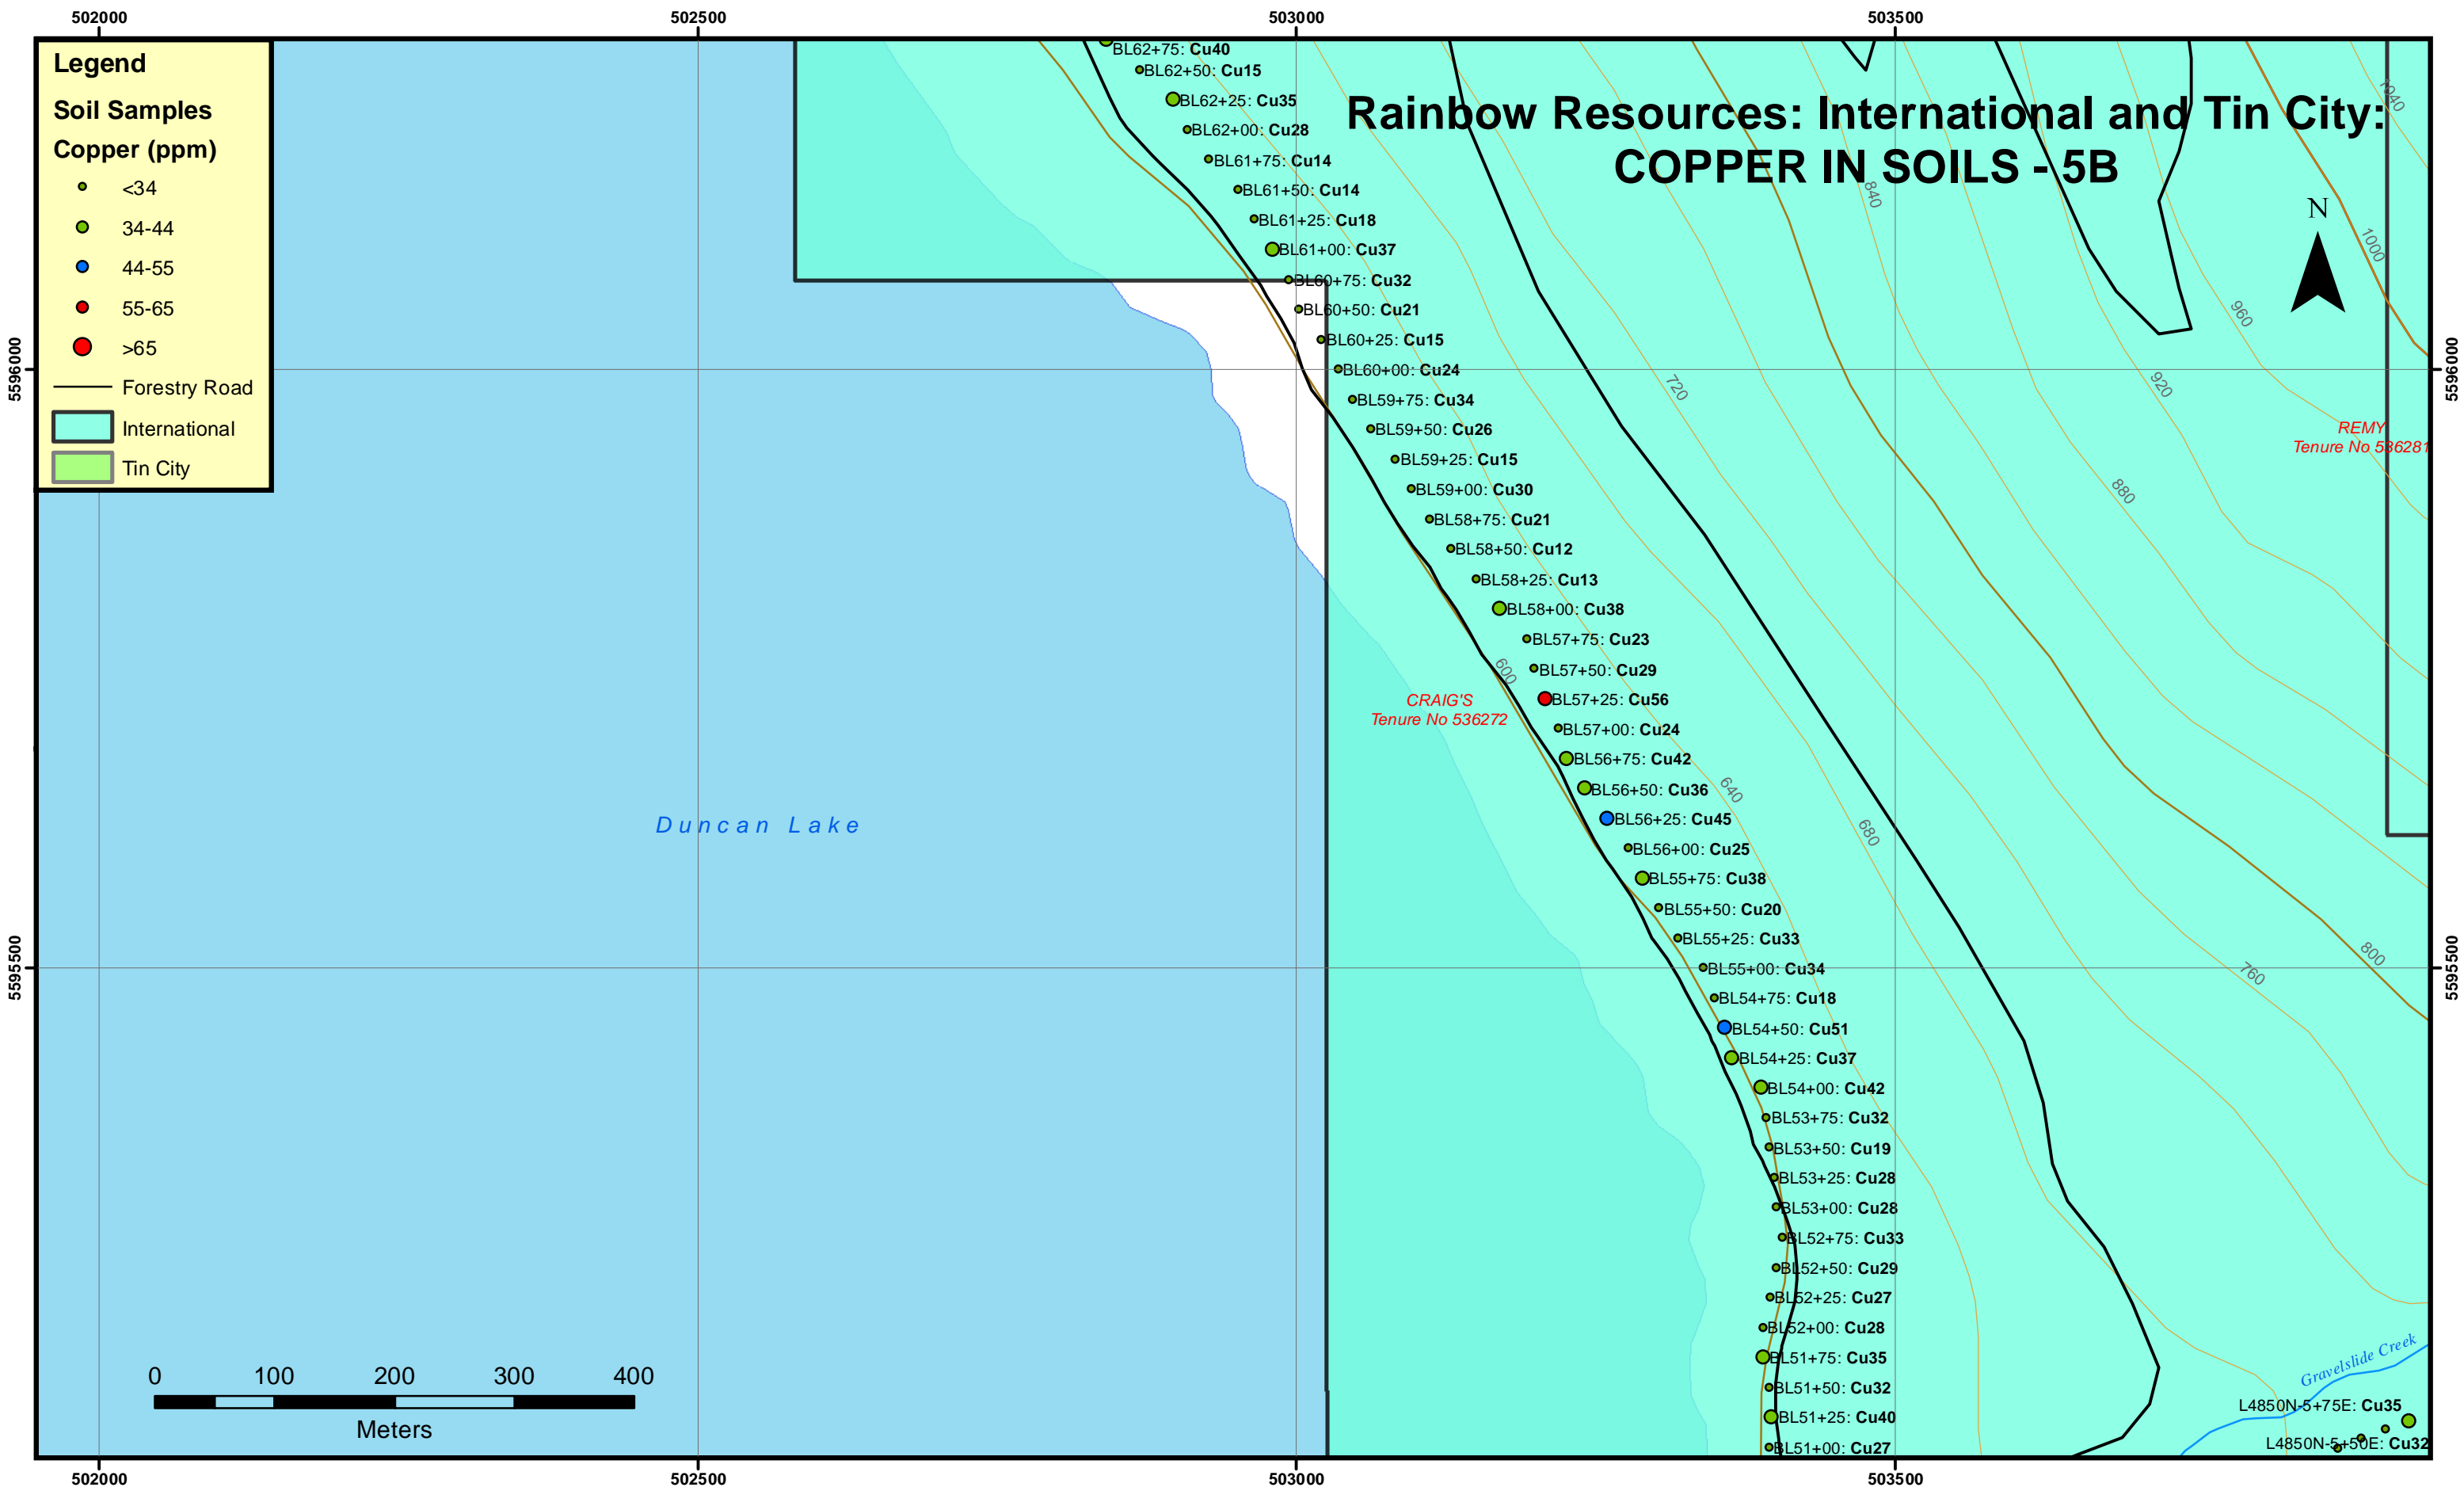 502000
502500
503000
503500
Legend
Soil Samples
Copper (ppm)
<34
34-44
44-55
55-65
>65
Forestry Road
International
Tin City
Rainbow Resources: International and Tin City:
COPPER IN SOILS - 5B
N
BL62+75: Cu40
BL62+50: Cu15
BL62+25: Cu35
BL62+00: Cu28
BL61+75: Cu14
BL61+50: Cu14
BL61+25: Cu18
BL61+00: Cu37
BL60+75: Cu32
BL60+50: Cu21
BL60+25: Cu15
BL60+00: Cu24
BL59+75: Cu34
BL59+50: Cu26
BL59+25: Cu15
BL59+00: Cu30
BL58+75: Cu21
BL58+50: Cu12
BL58+25: Cu13
BL58+00: Cu38
BL57+75: Cu23
BL57+50: Cu29
BL57+25: Cu56
BL57+00: Cu24
BL56+75: Cu42
BL56+50: Cu36
BL56+25: Cu45
BL56+00: Cu25
BL55+75: Cu38
BL55+50: Cu20
BL55+25: Cu33
BL55+00: Cu34
BL54+75: Cu18
BL54+50: Cu51
BL54+25: Cu37
BL54+00: Cu42
BL53+75: Cu32
BL53+50: Cu19
BL53+25: Cu28
BL53+00: Cu28
BL52+75: Cu33
BL52+50: Cu29
BL52+25: Cu27
BL52+00: Cu28
BL51+75: Cu35
BL51+50: Cu32
BL51+25: Cu40
BL51+00: Cu27
1040
840
1000
960
720
920
880
600
640
680
800
760
5596000
5596000
5595500
5595500
REMY
Tenure No 536281
CRAIG'S
Tenure No 536272
Duncan Lake
Gravelslide Creek
L4850N-5+75E: Cu35
L4850N-5+50E: Cu32
0 100 200 300 400
Meters
502000
502500
503000
503500